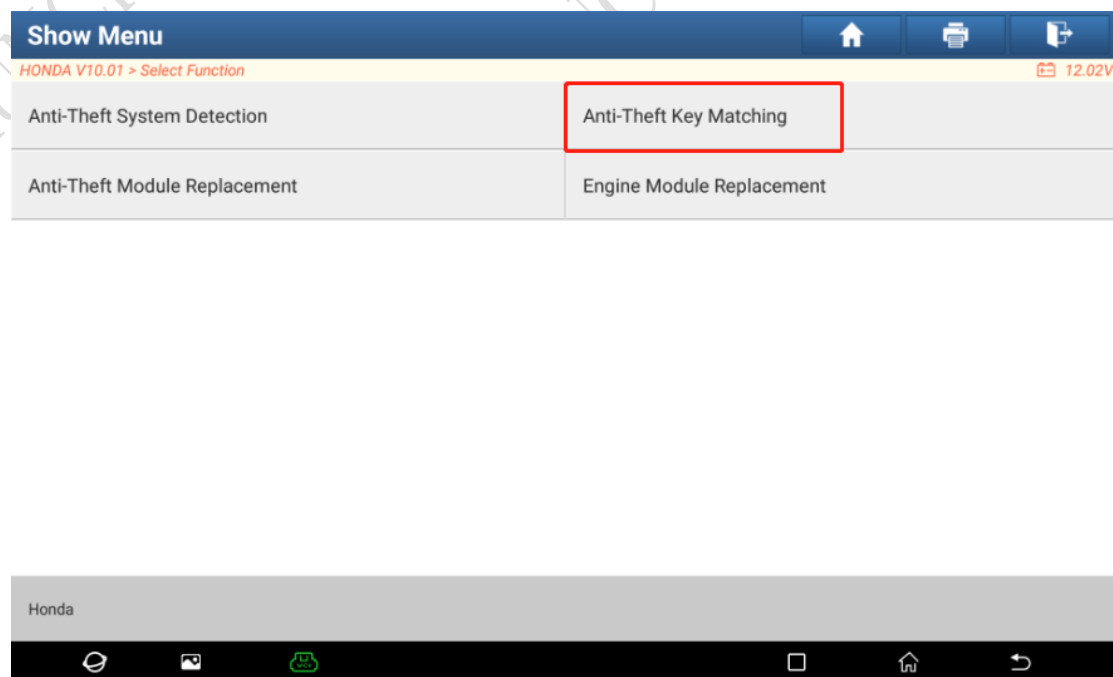 Show Menu
HONDA V10.01 > Select Function
12.02V
Anti-Theft System Detection
Anti-Theft Key Matching
Anti-Theft Module Replacement
Engine Module Replacement
Honda
VCI